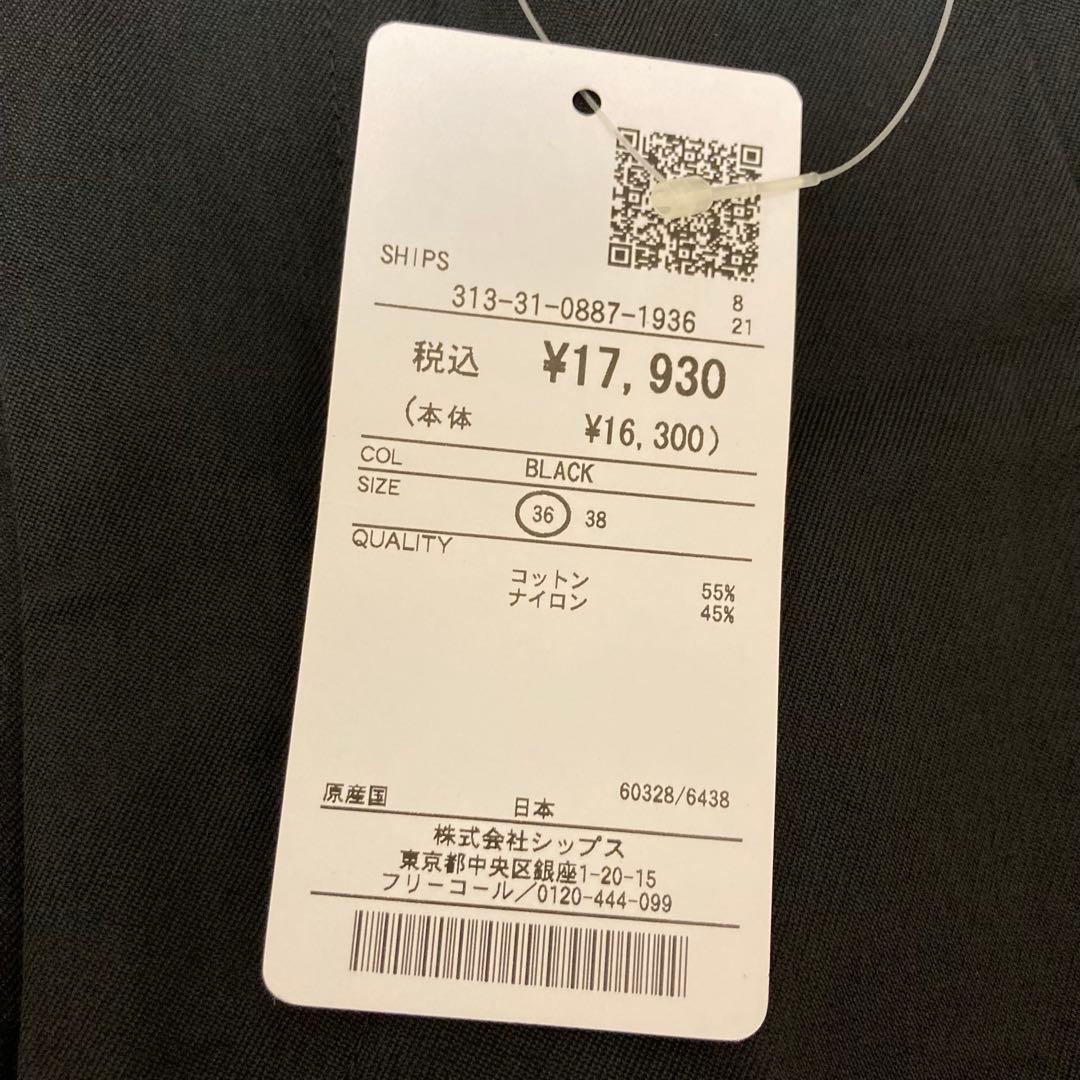 SHIPS
313-31-0887-1936
8
21
税込 ¥17,930
(本体 ¥16,300)
COL BLACK
SIZE 36 38
QUALITY
コットン 55%
ナイロン 45%
60328/6438
原産国 日本
株式会社シップス
東京都中央区銀座1-20-15
フリーコール/0120-444-099